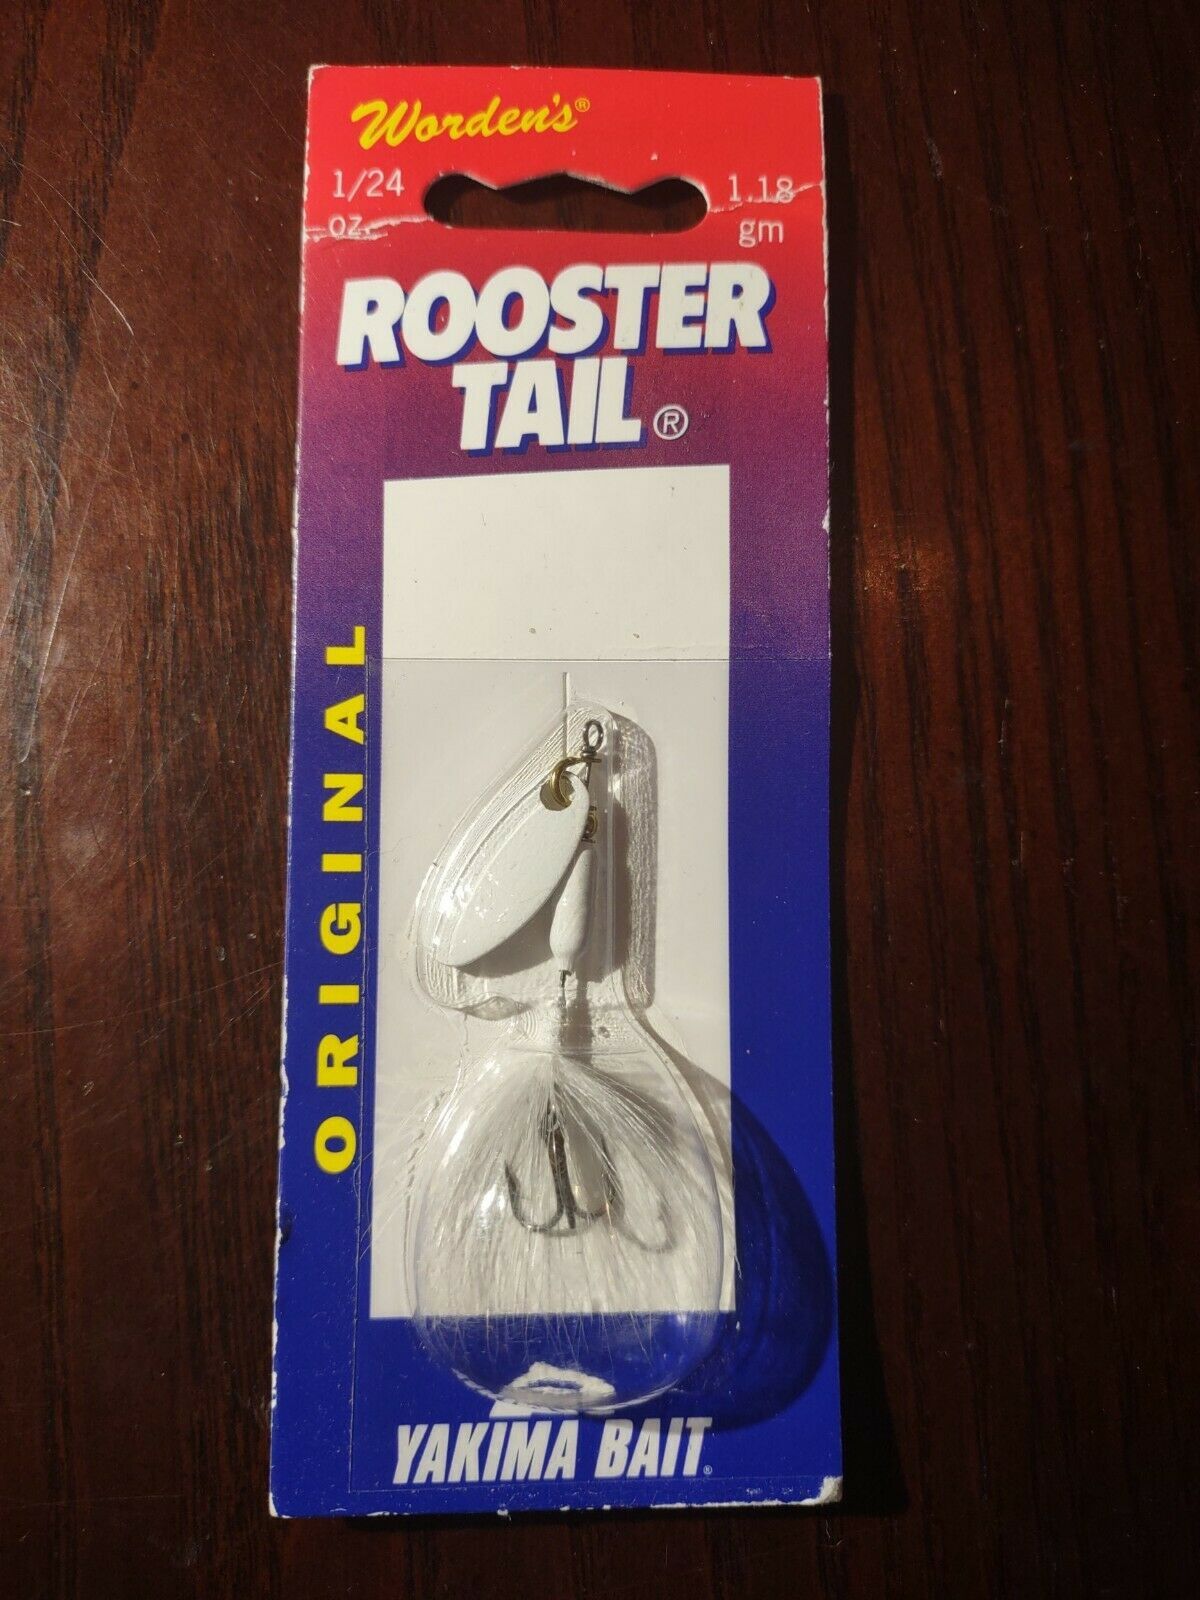 Worden's®
1/24 oz.
1.18 gm
ROOSTER
TAIL®
ORIGINAL
YAKIMA BAIT®